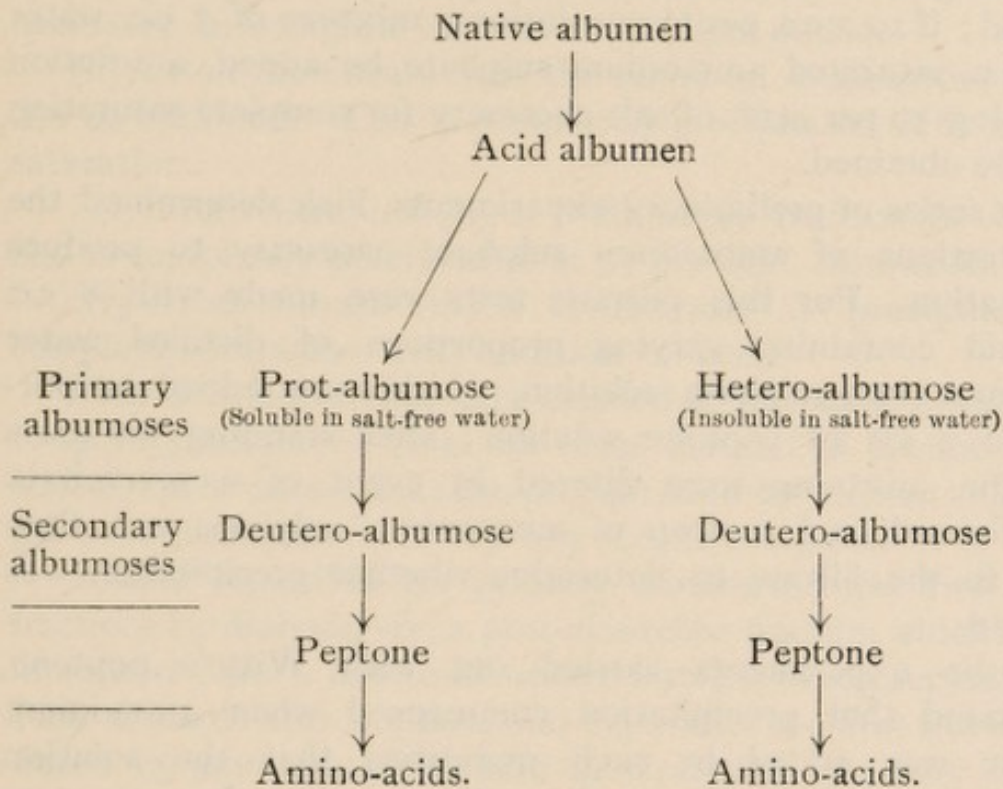 Native albumen
Acid albumen
Primary
albumoses
Prot-albumose
(Soluble in salt-free water)
Hetero-albumose
(Insoluble in salt-free water)
Secondary
albumoses
Deutero-albumose
Deutero-albumose
Peptone
Peptone
Amino-acids.
Amino-acids.